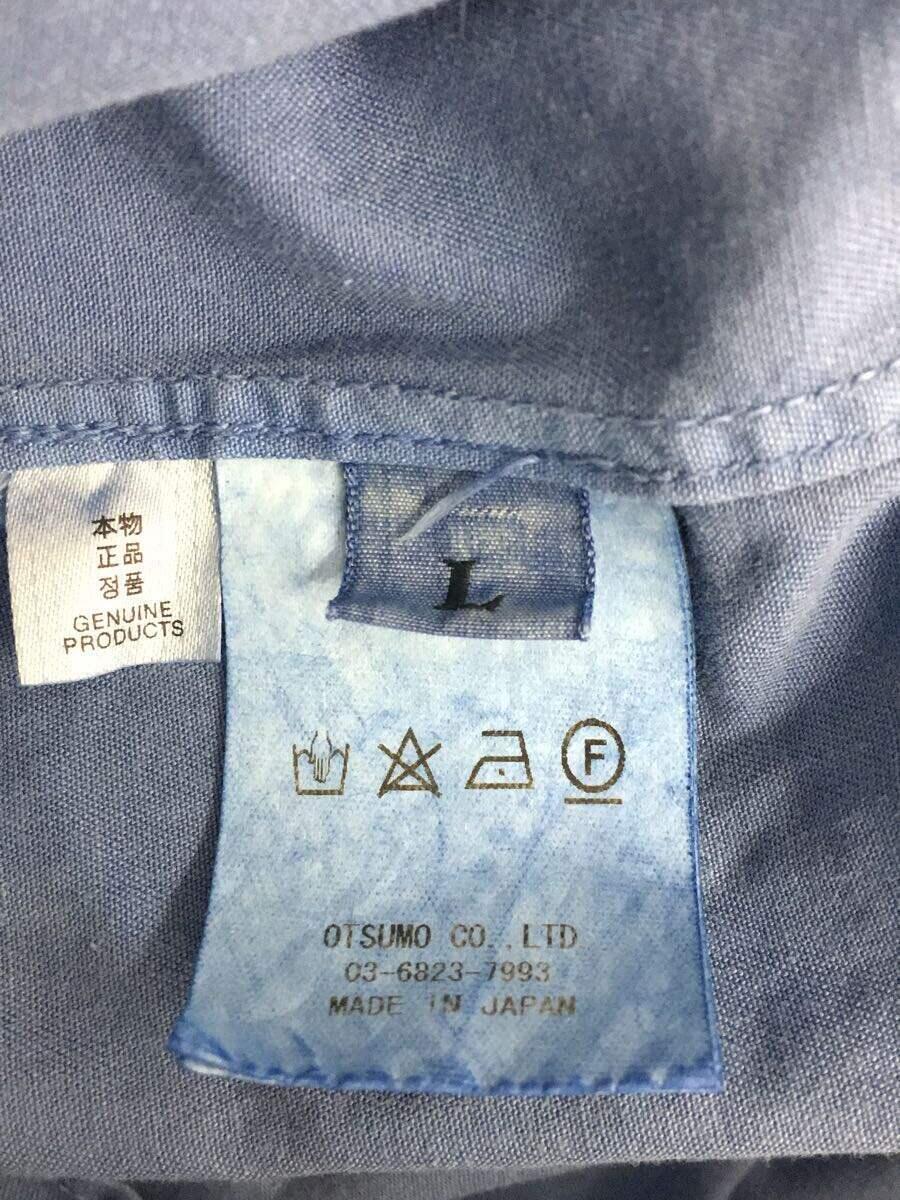 本物
正品
정품
GENUINE
PRODUCTS
L
F
OTSUMO CO.,LTD
03-6823-7993
MADE IN JAPAN